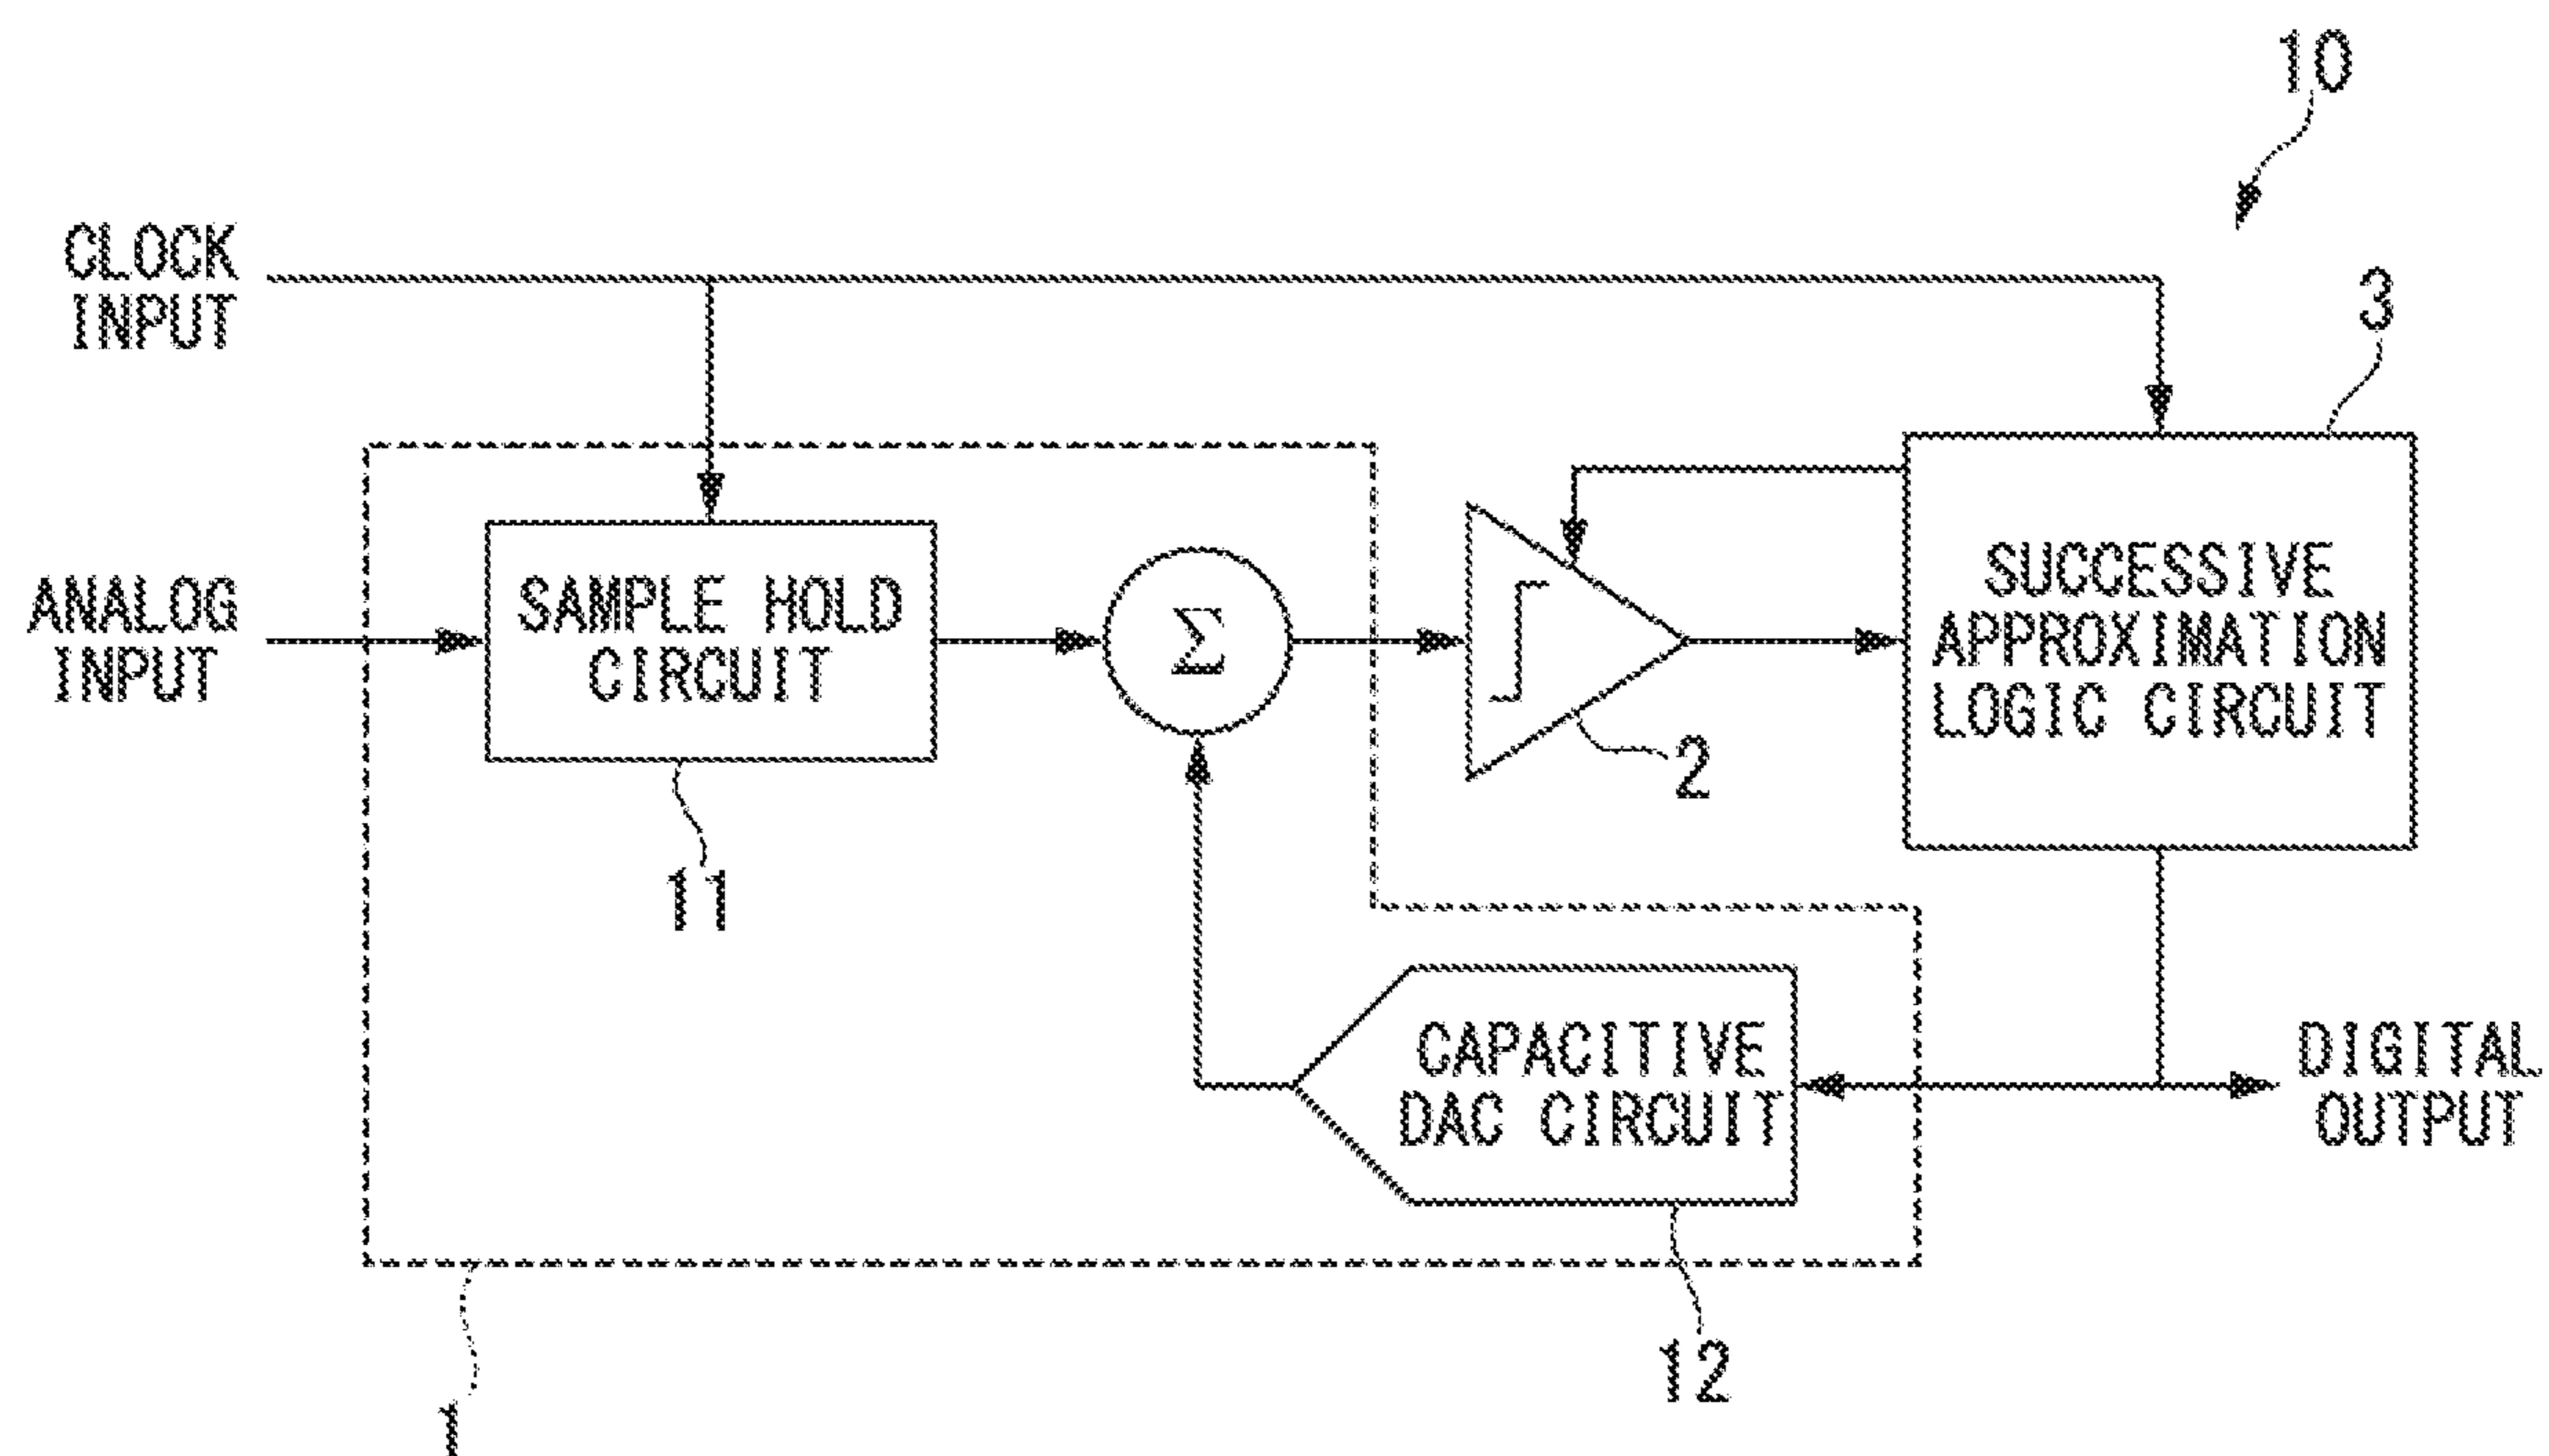 10
CLOCK
INPUT
3
ANALOG
INPUT
SAMPLE HOLD
CIRCUIT
Σ
SUCCESSIVE
APPROXIMATION
LOGIC CIRCUIT
2
11
CAPACITIVE
DAC CIRCUIT
DIGITAL
OUTPUT
12
1